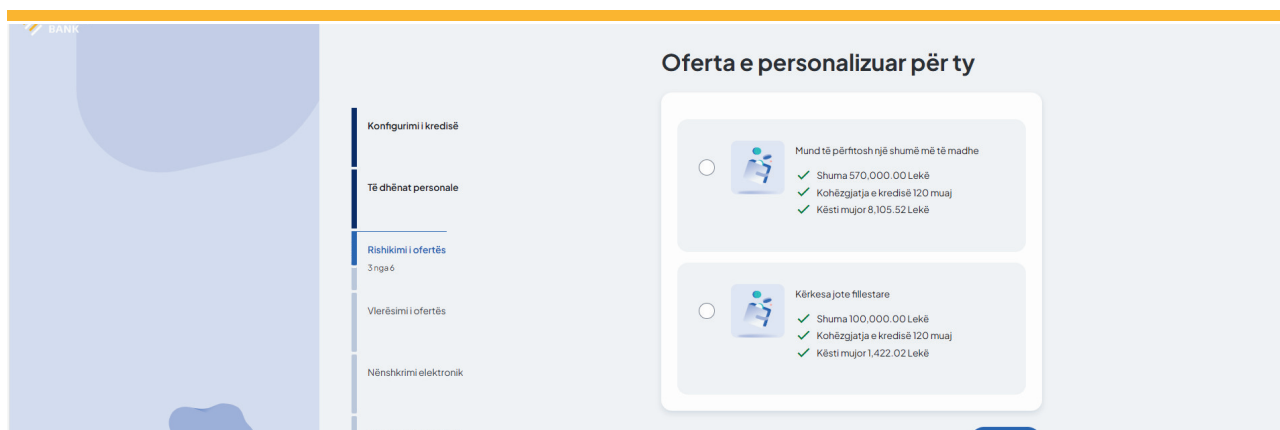 BANK
Oferta e personalizuar për ty
Konfigurimi i kredisë
Të dhënat personale
Rishikimi i ofertës
3 nga 6
Vlerësimi i ofertës
Nënshkrimi elektronik
Mund të përfitosh një shumë më të madhe
Shuma 570,000.00 Lekë
Kohëzgjatja e kredisë 120 muaj
Kësti mujor 8,105.52 Lekë
Kërkesa jote fillestare
Shuma 100,000.00 Lekë
Kohëzgjatja e kredisë 120 muaj
Kësti mujor 1,422.02 Lekë